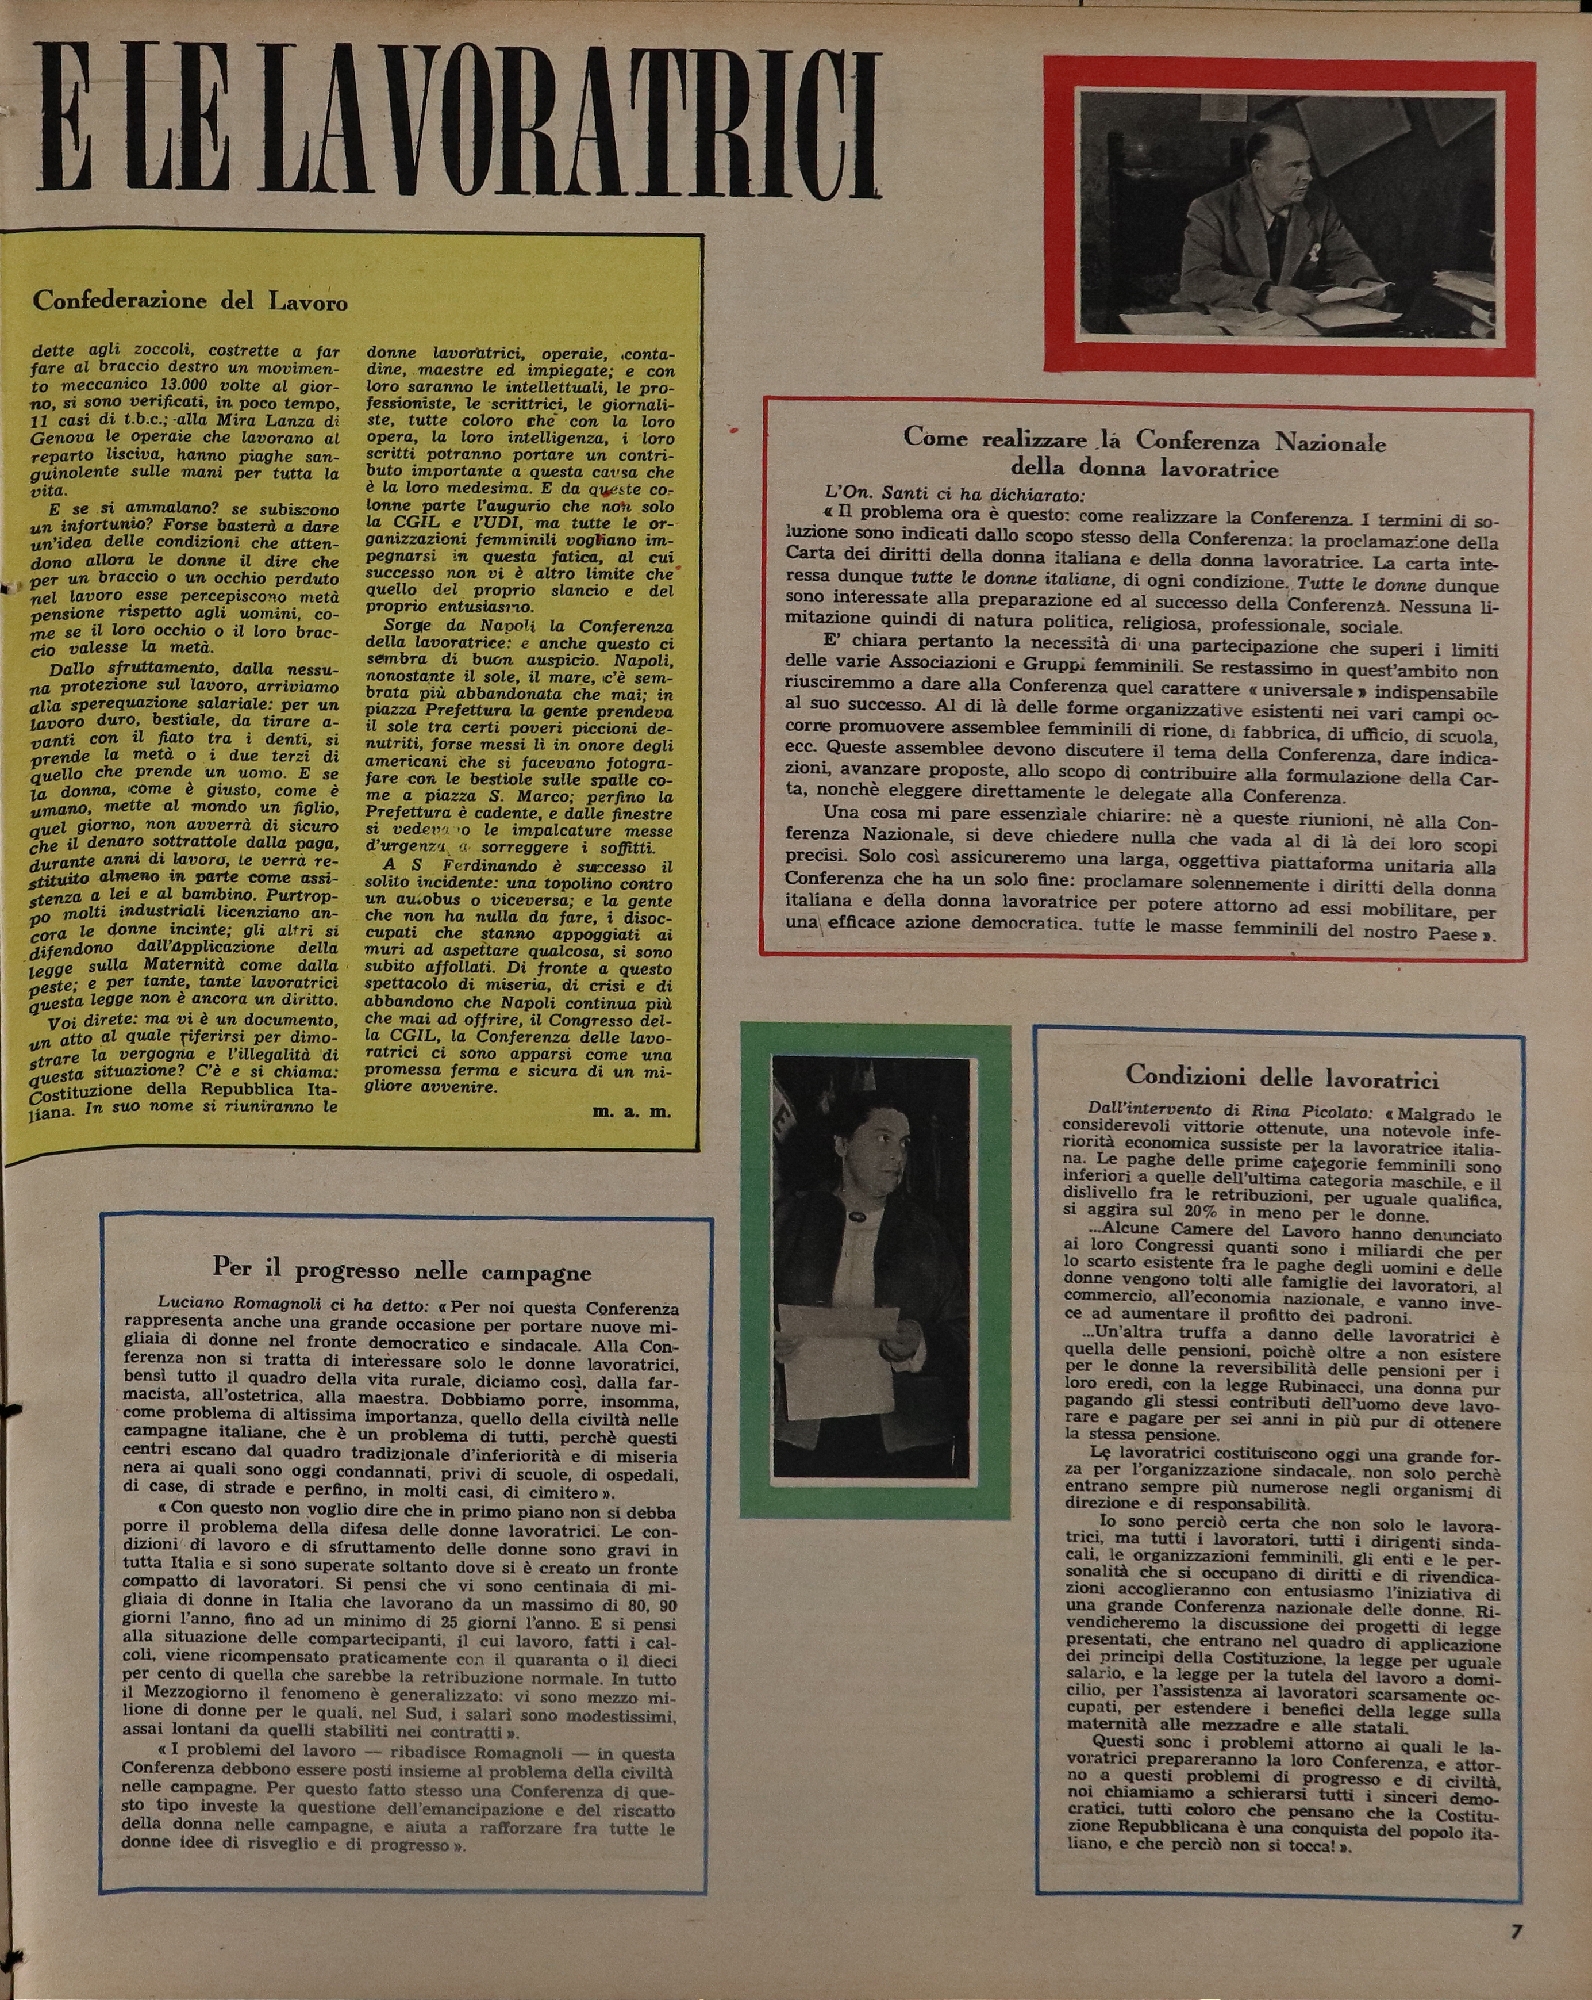 E LE LAVORATRICI
Confederazione del Lavoro
dette agli zoccoli, costrette a far
fare al braccio destro un movimen-
to meccanico 13.000 volte al gior-
no, si sono verificati, in poco tempo,
11 casi di t.b.c.; alla Mira Lanza di
Genova le operaie che lavorano al
reparto lisciva, hanno piaghe san-
guinolente sulle mani per tutta la
vita.
E se si ammalano? se subiscono
un infortunio? Forse basterà a dare
un'idea delle condizioni che atten-
dono allora le donne il dire che
per un braccio o un occhio perduto
nel lavoro esse percepiscono metà
pensione rispetto agli uomini, co-
me se il loro occhio o il loro brac-
cio valesse la metà.
Dallo sfruttamento, dalla nessu-
na protezione sul lavoro, arriviamo
alla sperequazione salariale: per un
lavoro duro, bestiale, da tirare a-
vanti con il fiato tra i denti, si
prende la metà o i due terzi di
quello che prende un uomo. E se
la donna, come è giusto, come è
umano, mette al mondo un figlio,
quel giorno, non avverrà di sicuro
che il denaro sottrattole dalla paga,
durante anni di lavoro, le verrà re-
stituito almeno in parte come assi-
stenza a lei e al bambino. Purtrop-
po molti industriali licenziano an-
cora le donne incinte; gli altri si
difendono dall'Applicazione della
legge sulla Maternità come dalla
peste; e per tante, tante lavoratrici
questa legge non è ancora un diritto.
Voi direte: ma vi è un documento,
un atto al quale riferirsi per dimo-
strare la vergogna e l'illegalità di
questa situazione? C'è e si chiama:
Costituzione della Repubblica Ita-
liana. In suo nome si riuniranno le
donne lavoratrici, operaie, conta-
dine, maestre ed impiegate; e con
loro saranno le intellettuali, le pro-
fessioniste, le scrittrici, le giornali-
ste, tutte coloro che con la loro
opera, la loro intelligenza, i loro
scritti potranno portare un contri-
buto importante a questa causa che
è la loro medesima. E da queste co-
lonne parte l'augurio che non solo
la CGIL e l'UDI, ma tutte le or-
ganizzazioni femminili vogliano im-
pegnarsi in questa fatica, al cui
successo non vi è altro limite che
quello del proprio slancio e del
proprio entusiasmo.
Sorge da Napoli la Conferenza
della lavoratrice: e anche questo ci
sembra di buon auspicio. Napoli,
nonostante il sole, il mare, c'è sem-
brata più abbandonata che mai; in
piazza Prefettura la gente prendeva
il sole tra certi poveri piccioni de-
nutriti, forse messi lì in onore degli
americani che si facevano fotogra-
fare con le bestiole sulle spalle co-
me a piazza S. Marco; perfino la
Prefettura è cadente, e dalle finestre
si vedevano le impalcature messe
d'urgenza a sorreggere i soffitti.
A S Ferdinando è successo il
solito incidente: una topolino contro
un autobus o viceversa; e la gente
che non ha nulla da fare, i disoc-
cupati che stanno appoggiati ai
muri ad aspettare qualcosa, si sono
subito affollati. Di fronte a questo
spettacolo di miseria, di crisi e di
abbandono che Napoli continua più
che mai ad offrire, il Congresso del-
la CGIL, la Conferenza delle lavo-
ratrici ci sono apparsi come una
promessa ferma e sicura di un mi-
gliore avvenire.
m. a. m.
Come realizzare la Conferenza Nazionale
della donna lavoratrice
L'On. Santi ci ha dichiarato:
« Il problema ora è questo: come realizzare la Conferenza. I termini di so-
luzione sono indicati dallo scopo stesso della Conferenza: la proclamazione della
Carta dei diritti della donna italiana e della donna lavoratrice. La carta inte-
ressa dunque tutte le donne italiane, di ogni condizione. Tutte le donne dunque
sono interessate alla preparazione ed al successo della Conferenza. Nessuna li-
mitazione quindi di natura politica, religiosa, professionale, sociale.
E' chiara pertanto la necessità di una partecipazione che superi i limiti
delle varie Associazioni e Gruppi femminili. Se restassimo in quest'ambito non
riusciremmo a dare alla Conferenza quel carattere « universale » indispensabile
al suo successo. Al di là delle forme organizzative esistenti nei vari campi oc-
corre promuovere assemblee femminili di rione, di fabbrica, di ufficio, di scuola,
ecc. Queste assemblee devono discutere il tema della Conferenza, dare indica-
zioni, avanzare proposte, allo scopo di contribuire alla formulazione della Car-
ta, nonchè eleggere direttamente le delegate alla Conferenza.
Una cosa mi pare essenziale chiarire: nè a queste riunioni, nè alla Con-
ferenza Nazionale, si deve chiedere nulla che vada al di là dei loro scopi
precisi. Solo così assicureremo una larga, oggettiva piattaforma unitaria alla
Conferenza che ha un solo fine: proclamare solennemente i diritti della donna
italiana e della donna lavoratrice per potere attorno ad essi mobilitare, per
una efficace azione democratica. tutte le masse femminili del nostro Paese ».
Per il progresso nelle campagne
Luciano Romagnoli ci ha detto: « Per noi questa Conferenza
rappresenta anche una grande occasione per portare nuove mi-
gliaia di donne nel fronte democratico e sindacale. Alla Con-
ferenza non si tratta di interessare solo le donne lavoratrici,
bensì tutto il quadro della vita rurale, diciamo così, dalla far-
macista, all'ostetrica, alla maestra. Dobbiamo porre, insomma,
come problema di altissima importanza, quello della civiltà nelle
campagne italiane, che è un problema di tutti, perchè questi
centri escano dal quadro tradizionale d'inferiorità e di miseria
nera ai quali sono oggi condannati, privi di scuole, di ospedali,
di case, di strade e perfino, in molti casi, di cimitero ».
« Con questo non voglio dire che in primo piano non si debba
porre il problema della difesa delle donne lavoratrici. Le con-
dizioni di lavoro e di sfruttamento delle donne sono gravi in
tutta Italia e si sono superate soltanto dove si è creato un fronte
compatto di lavoratori. Si pensi che vi sono centinaia di mi-
gliaia di donne in Italia che lavorano da un massimo di 80, 90
giorni l'anno, fino ad un minimo di 25 giorni l'anno. E si pensi
alla situazione delle compartecipanti, il cui lavoro, fatti i cal-
coli, viene ricompensato praticamente con il quaranta o il dieci
per cento di quella che sarebbe la retribuzione normale. In tutto
il Mezzogiorno il fenomeno è generalizzato: vi sono mezzo mi-
lione di donne per le quali, nel Sud, i salari sono modestissimi,
assai lontani da quelli stabiliti nei contratti ».
« I problemi del lavoro — ribadisce Romagnoli — in questa
Conferenza debbono essere posti insieme al problema della civiltà
nelle campagne. Per questo fatto stesso una Conferenza di que-
sto tipo investe la questione dell'emancipazione e del riscatto
della donna nelle campagne, e aiuta a rafforzare fra tutte le
donne idee di risveglio e di progresso ».
Condizioni delle lavoratrici
Dall'intervento di Rina Picolato: « Malgrado le
considerevoli vittorie ottenute, una notevole infe-
riorità economica sussiste per la lavoratrice italia-
na. Le paghe delle prime categorie femminili sono
inferiori a quelle dell'ultima categoria maschile, e il
dislivello fra le retribuzioni, per uguale qualifica,
si aggira sul 20% in meno per le donne.
...Alcune Camere del Lavoro hanno denunciato
ai loro Congressi quanti sono i miliardi che per
lo scarto esistente fra le paghe degli uomini e delle
donne vengono tolti alle famiglie dei lavoratori, al
commercio, all'economia nazionale, e vanno inve-
ce ad aumentare il profitto dei padroni.
...Un'altra truffa a danno delle lavoratrici è
quella delle pensioni, poichè oltre a non esistere
per le donne la reversibilità delle pensioni per i
loro eredi, con la legge Rubinacci, una donna pur
pagando gli stessi contributi dell'uomo deve lavo-
rare e pagare per sei anni in più pur di ottenere
la stessa pensione.
Le lavoratrici costituiscono oggi una grande for-
za per l'organizzazione sindacale, non solo perchè
entrano sempre più numerose negli organismi di
direzione e di responsabilità.
Io sono perciò certa che non solo le lavora-
trici, ma tutti i lavoratori, tutti i dirigenti sinda-
cali, le organizzazioni femminili, gli enti e le per-
sonalità che si occupano di diritti e di rivendica-
zioni accoglieranno con entusiasmo l'iniziativa di
una grande Conferenza nazionale delle donne. Ri-
vendicheremo la discussione dei progetti di legge
presentati, che entrano nel quadro di applicazione
dei principi della Costituzione, la legge per uguale
salario, e la legge per la tutela del lavoro a domi-
cilio, per l'assistenza ai lavoratori scarsamente oc-
cupati, per estendere i benefici della legge sulla
maternità alle mezzadre e alle statali.
Questi sono i problemi attorno ai quali le la-
voratrici prepareranno la loro Conferenza, e attor-
no a questi problemi di progresso e di civiltà,
noi chiamiamo a schierarsi tutti i sinceri demo-
cratici, tutti coloro che pensano che la Costitu-
zione Repubblicana è una conquista del popolo ita-
liano, e che perciò non si tocca! ».
7